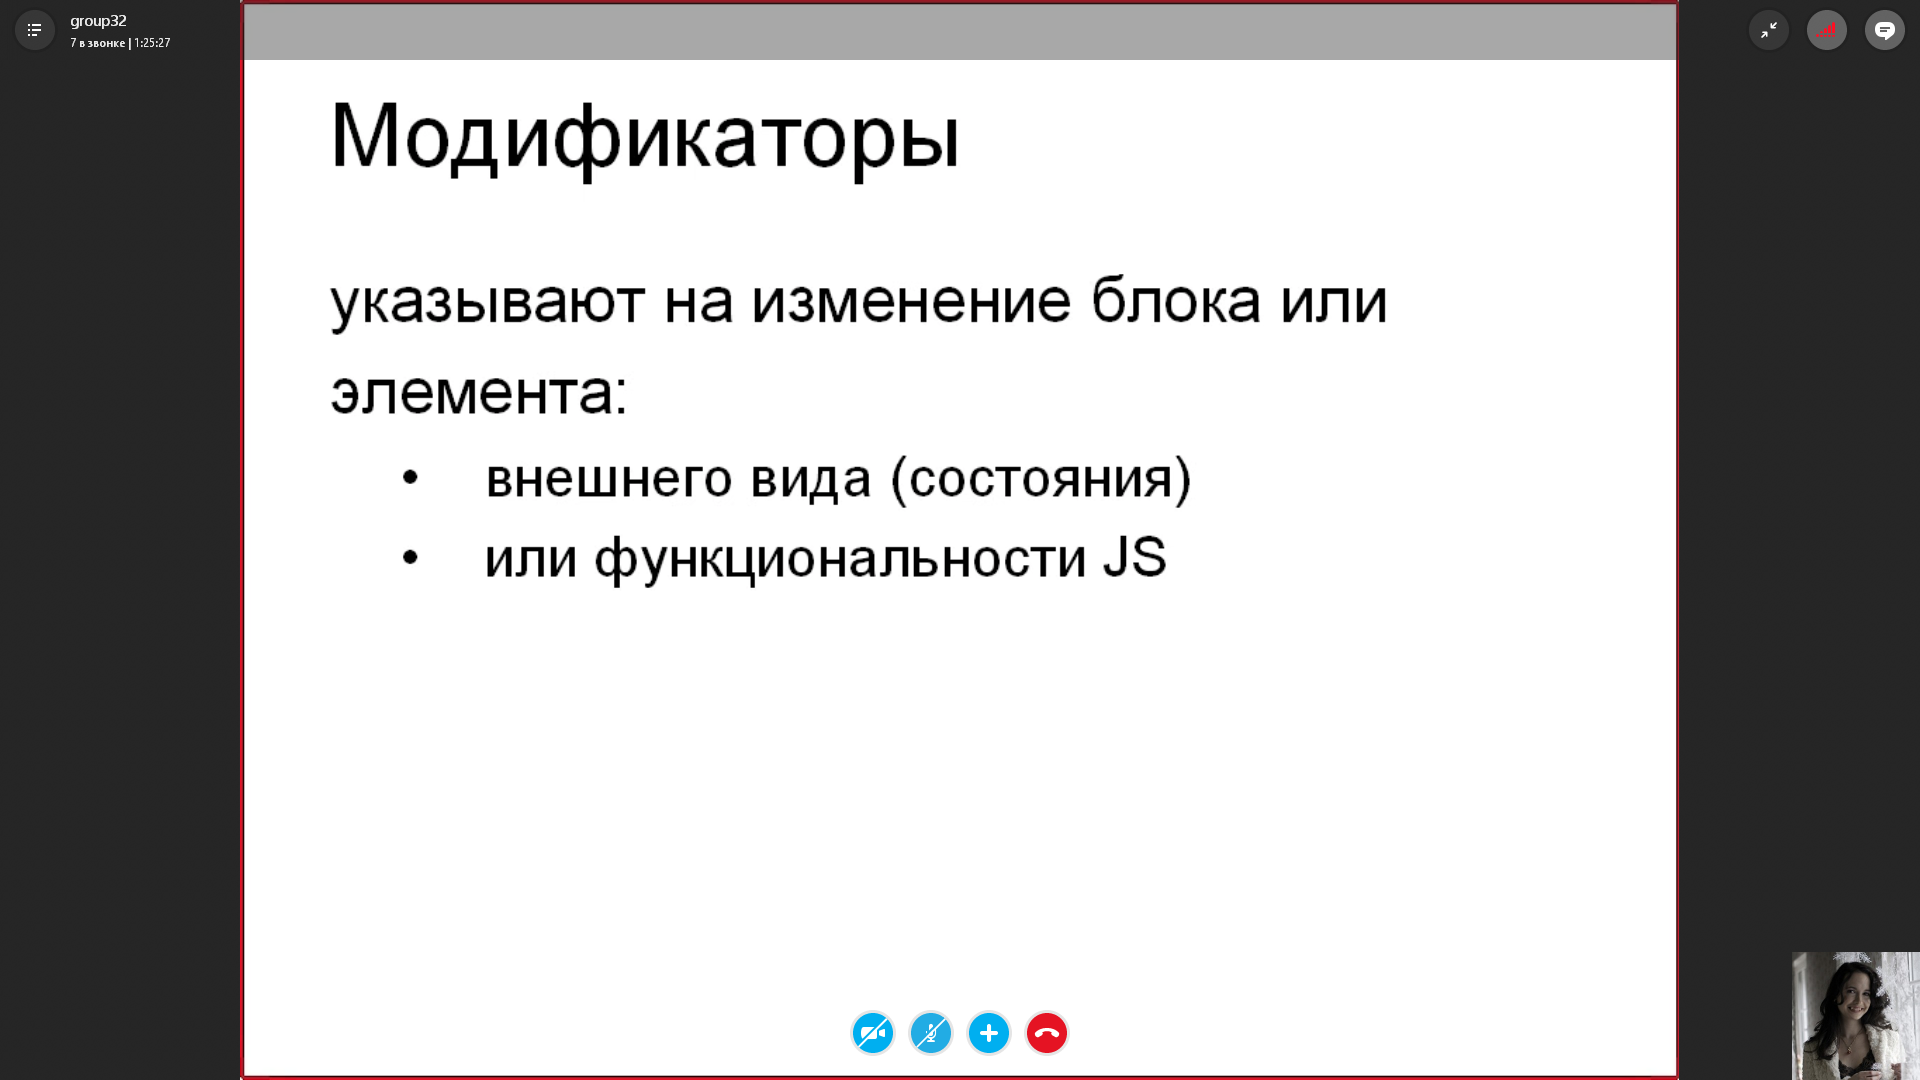 group32
7 в звонке | 1:25:27
Модификаторы
указывают на изменение блока или
элемента:
• внешнего вида (состояния)
• или функциональности JS